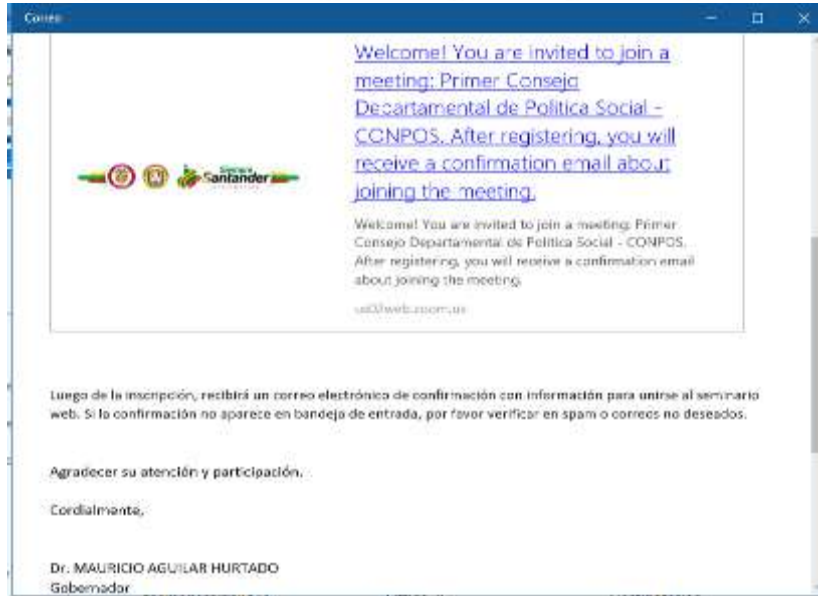 Correo
Welcome! You are invited to join a
meeting: Primer Consejo
Departamental de Politica Social -
CONPOS. After registering, you will
receive a confirmation email about
joining the meeting.
Santander
Welcome! You are invited to join a meeting: Primer
Consejo Departamental de Politica Social - CONPOS.
After registering, you will receive a confirmation email
about joining the meeting.
us02web.zoom.us
Luego de la inscripción, recibirá un correo electrónico de confirmación con información para unirse al seminario
web. Si la confirmación no aparece en bandeja de entrada, por favor verificar en spam o correos no deseados.
Agradecer su atención y participación.
Cordialmente,
Dr. MAURICIO AGUILAR HURTADO
Gobernador